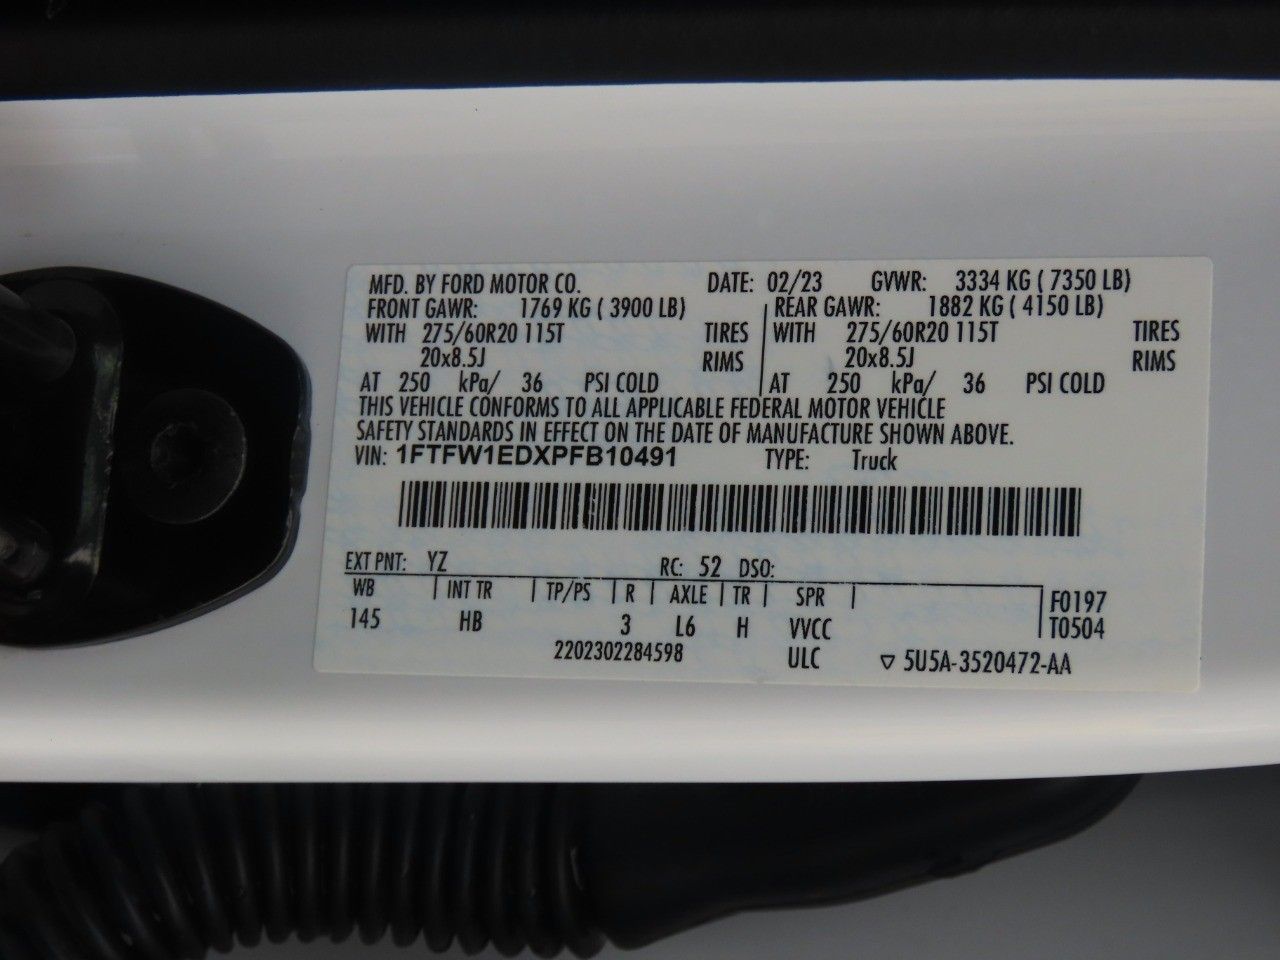 MFD. BY FORD MOTOR CO. DATE: 02/23 GVWR: 3334 KG ( 7350 LB)
FRONT GAWR: 1769 KG ( 3900 LB) REAR GAWR: 1882 KG ( 4150 LB)
WITH 275/60R20 115T TIRES WITH 275/60R20 115T TIRES
20x8.5J RIMS 20x8.5J RIMS
AT 250 kPa/ 36 PSI COLD AT 250 kPa/ 36 PSI COLD
THIS VEHICLE CONFORMS TO ALL APPLICABLE FEDERAL MOTOR VEHICLE
SAFETY STANDARDS IN EFFECT ON THE DATE OF MANUFACTURE SHOWN ABOVE.
VIN: 1FTFW1EDXPFB10491 TYPE: Truck
EXT PNT: YZ RC: 52 DSO:
WB INT TR TP/PS R AXLE TR SPR F0197
145 HB 3 L6 H VVCC T0504
2202302284598 ULC ▽ 5U5A-3520472-AA